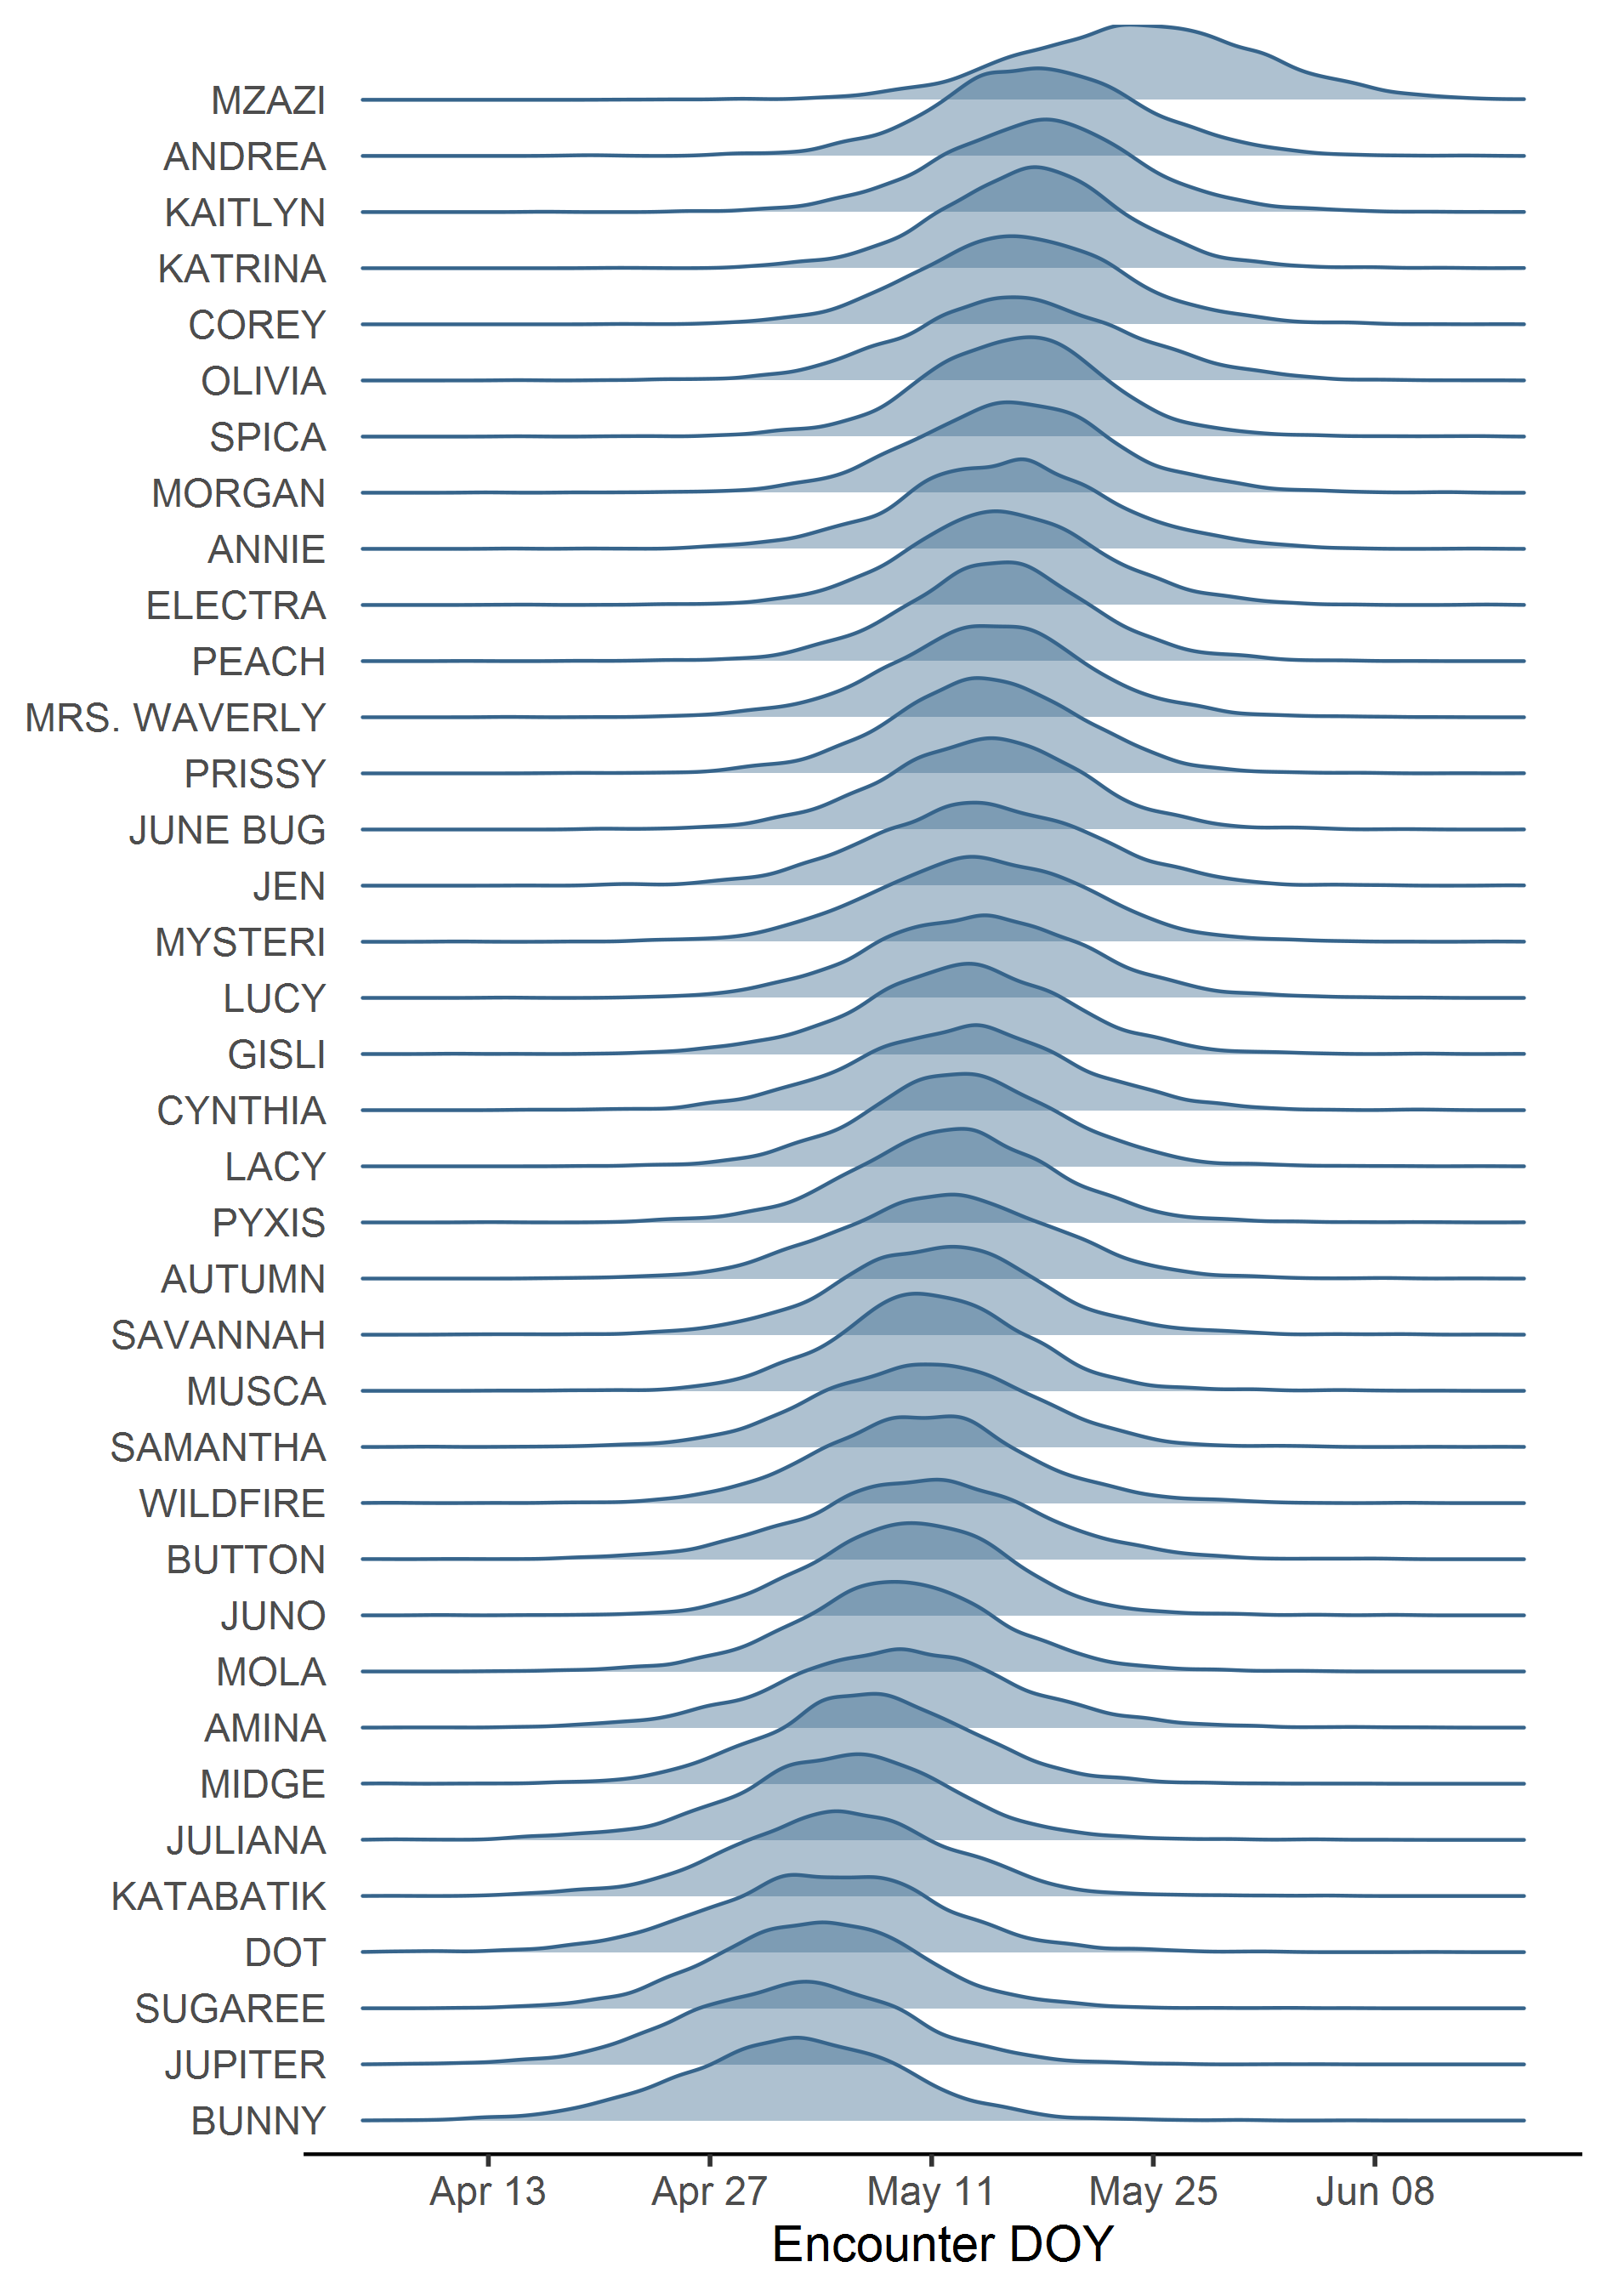 MZAZI
ANDREA
KAITLYN
KATRINA
COREY
OLIVIA
SPICA
MORGAN
ANNIE
ELECTRA
PEACH
MRS. WAVERLY
PRISSY
JUNE BUG
JEN
MYSTERI
LUCY
GISLI
CYNTHIA
LACY
PYXIS
AUTUMN
SAVANNAH
MUSCA
SAMANTHA
WILDFIRE
BUTTON
JUNO
MOLA
AMINA
MIDGE
JULIANA
KATABATIK
DOT
SUGAREE
JUPITER
BUNNY
Apr 13 Apr 27 May 11 May 25 Jun 08
Encounter DOY